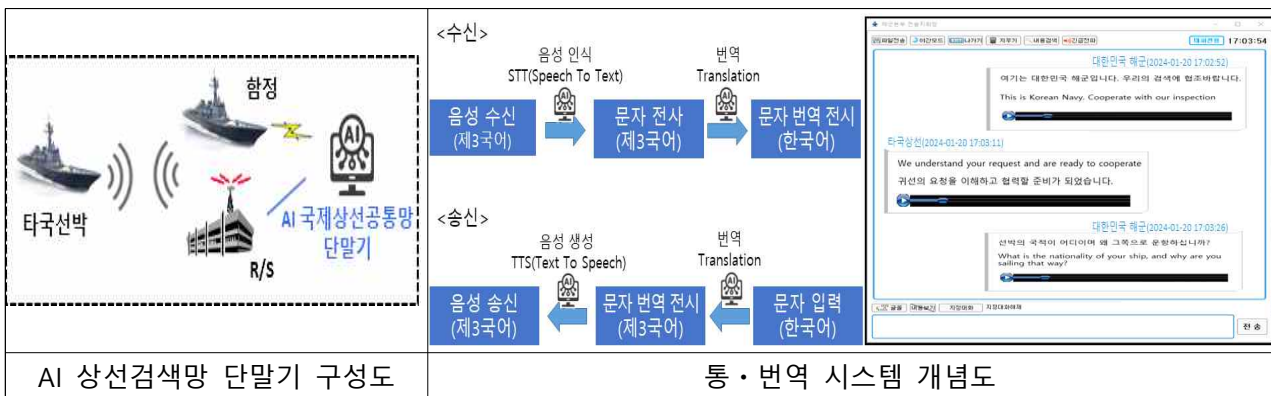 함정
타국선박
AI
AI 국제상선공통망
단말기
R/S
<수신>
음성 인식
STT(Speech To Text)
번역
Translation
AI
AI
음성 수신
(제3국어)
문자 전사
(제3국어)
문자 번역 전시
(한국어)
<송신>
음성 생성
TTS(Text To Speech)
번역
Translation
AI
AI
음성 송신
(제3국어)
문자 번역 전시
(제3국어)
문자 입력
(한국어)
17:03:54
대한민국 해군(2024-01-20 17:02:52)
여기는 대한민국 해군입니다. 우리의 검색에 협조바랍니다.
This is Korean Navy. Cooperate with our inspection
타국상선(2024-01-20 17:03:11)
We understand your request and are ready to cooperate
귀선의 요청을 이해하고 협력할 준비가 되었습니다.
대한민국 해군(2024-01-20 17:03:26)
선박의 국적이 어디이며 왜 그쪽으로 운항하십니까?
What is the nationality of your ship, and why are you
sailing that way?
전 송
AI 상선검색망 단말기 구성도
통・번역 시스템 개념도